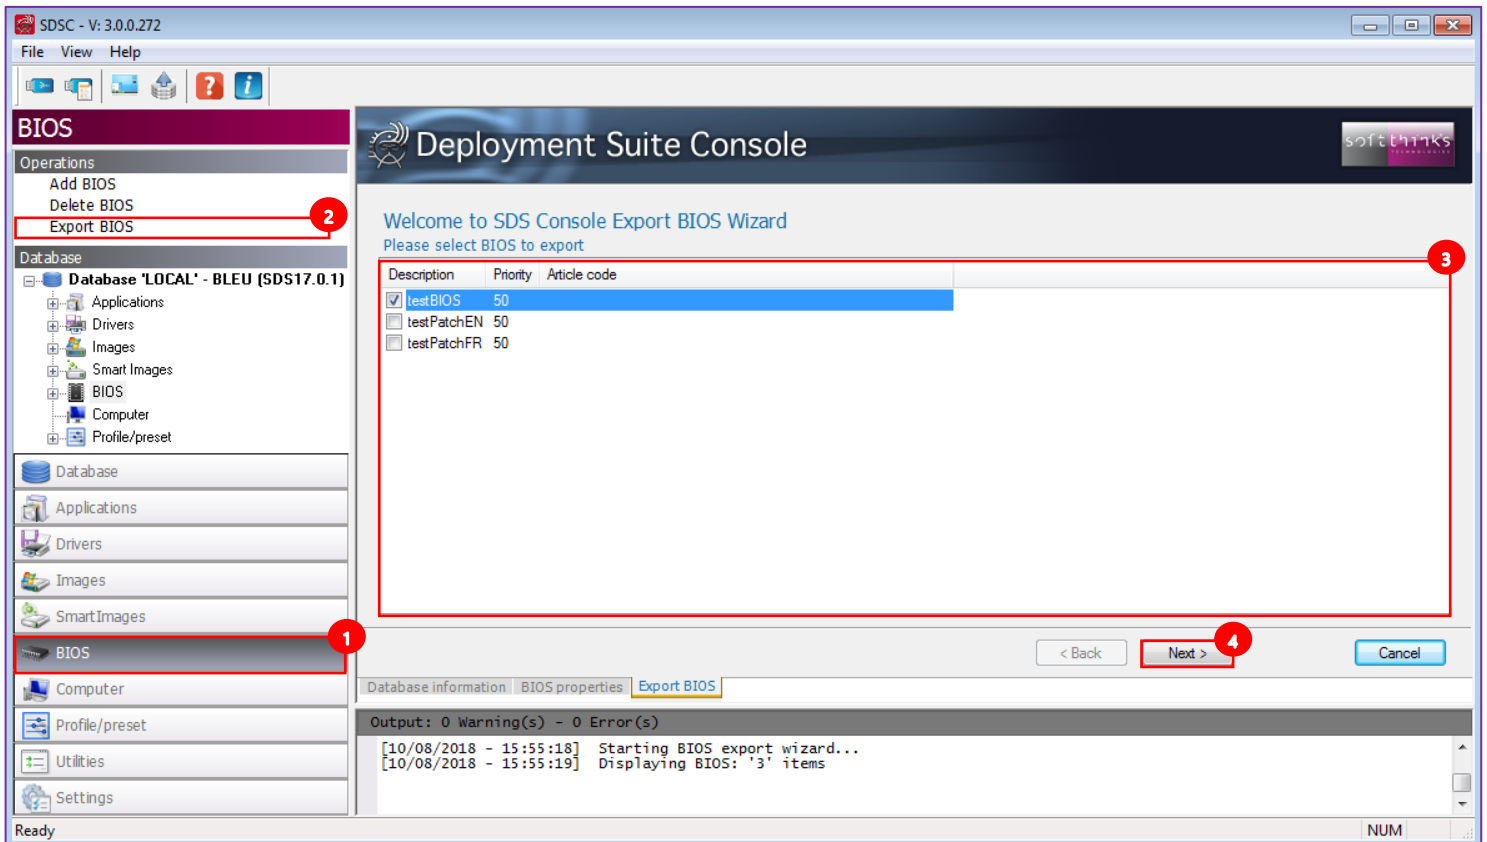 SDSC - V: 3.0.0.272
File View Help
BIOS
Operations
Add BIOS
Delete BIOS
Export BIOS
2
Database
Database 'LOCAL' - BLEU (SDS17.0.1)
Applications
Drivers
Images
Smart Images
BIOS
Computer
Profile/preset
Database
Applications
Drivers
Images
SmartImages
1
BIOS
Computer
Profile/preset
Utilities
Settings
Deployment Suite Console
softthinks
TECHNOLOGIES
Welcome to SDS Console Export BIOS Wizard
Please select BIOS to export
3
Description Priority Article code
testBIOS 50
testPatchEN 50
testPatchFR 50
4
< Back Next > Cancel
Database information BIOS properties Export BIOS
Output: 0 Warning(s) - 0 Error(s)
[10/08/2018 - 15:55:18] Starting BIOS export wizard...
[10/08/2018 - 15:55:19] Displaying BIOS: '3' items
Ready NUM